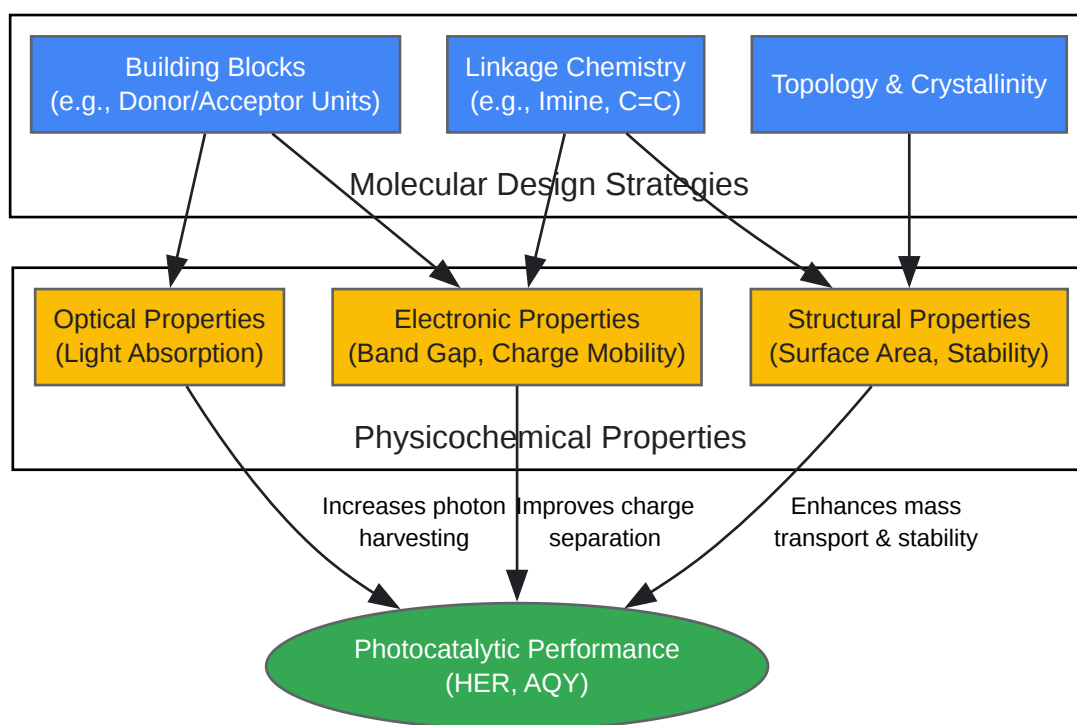 Building Blocks
(e.g., Donor/Acceptor Units)
Linkage Chemistry
(e.g., Imine, C=C)
Topology & Crystallinity
Molecular Design Strategies
Optical Properties
(Light Absorption)
Electronic Properties
(Band Gap, Charge Mobility)
Structural Properties
(Surface Area, Stability)
Physicochemical Properties
Increases photon
harvesting
Improves charge
separation
Enhances mass
transport & stability
Photocatalytic Performance
(HER, AQY)